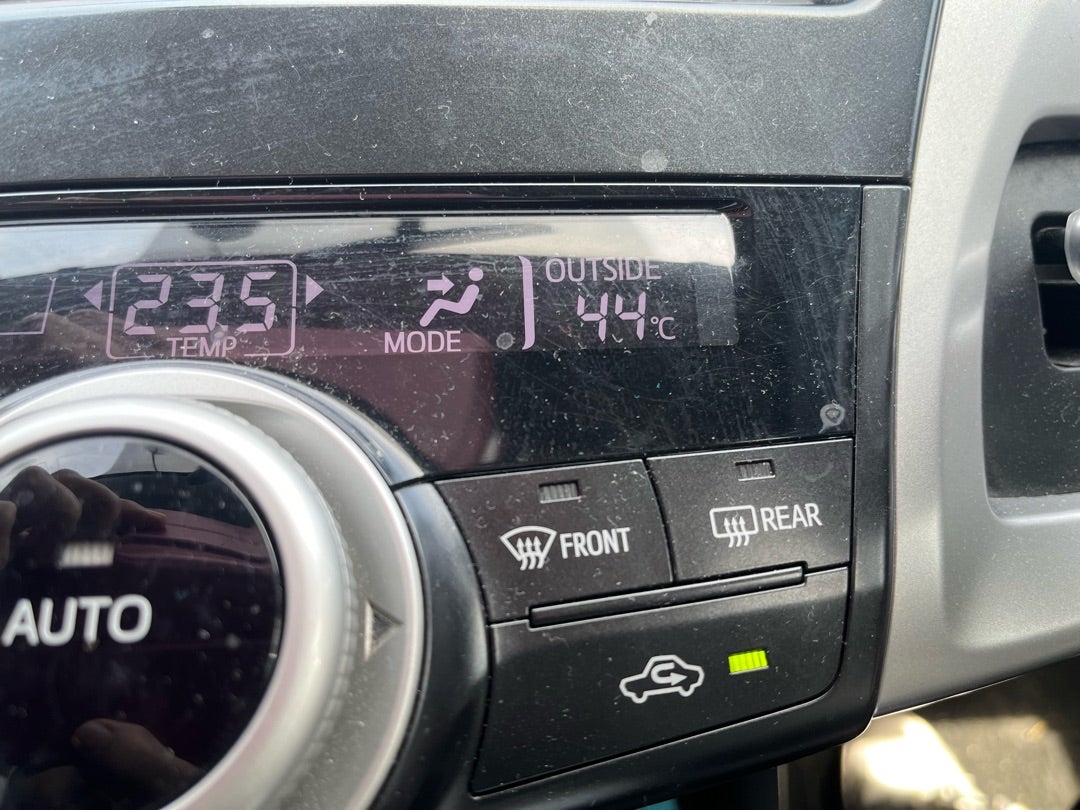 23.5
TEMP
MODE
OUTSIDE
44°C
FRONT
REAR
AUTO